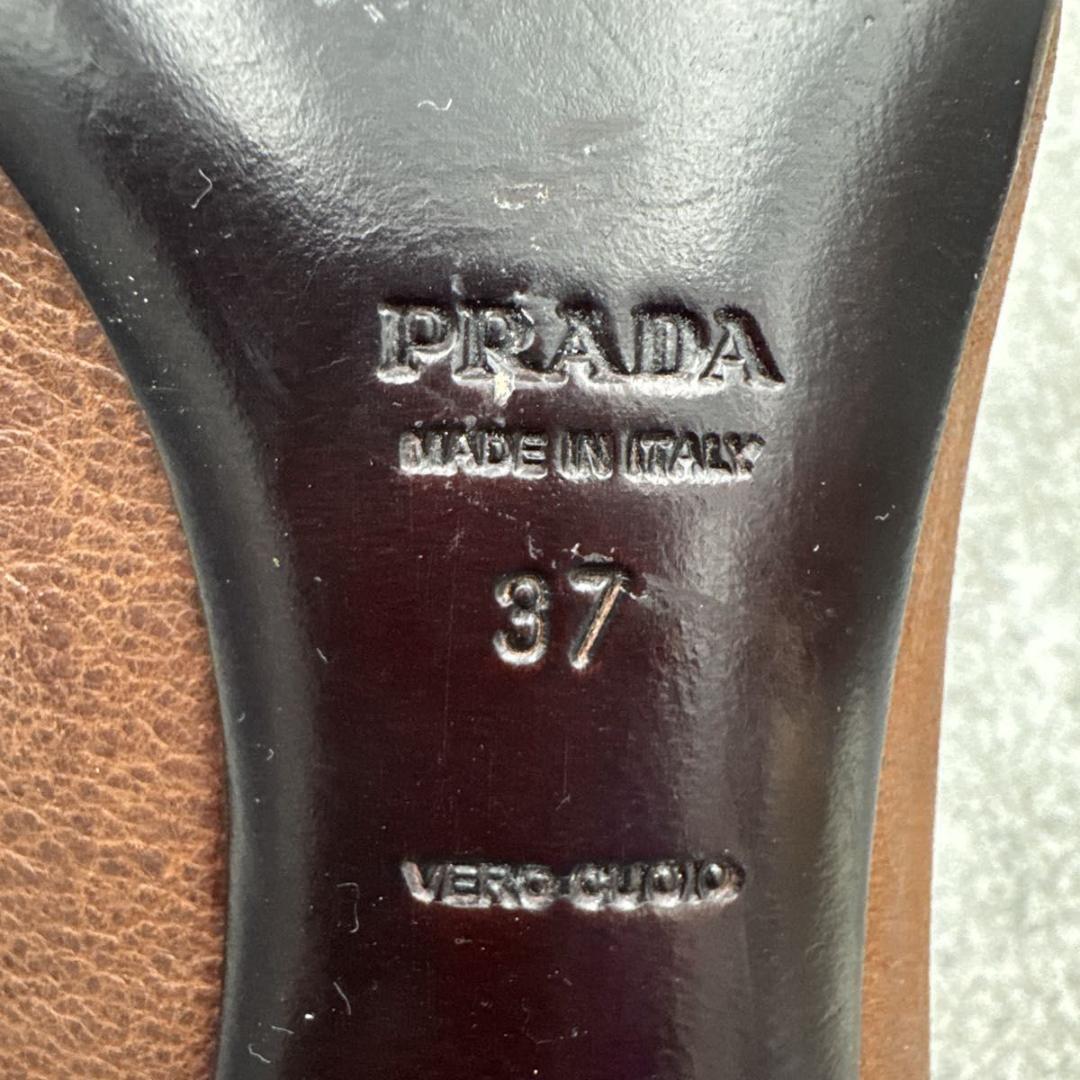 PRADA
MADE IN ITALY
37
VERO CUOIO